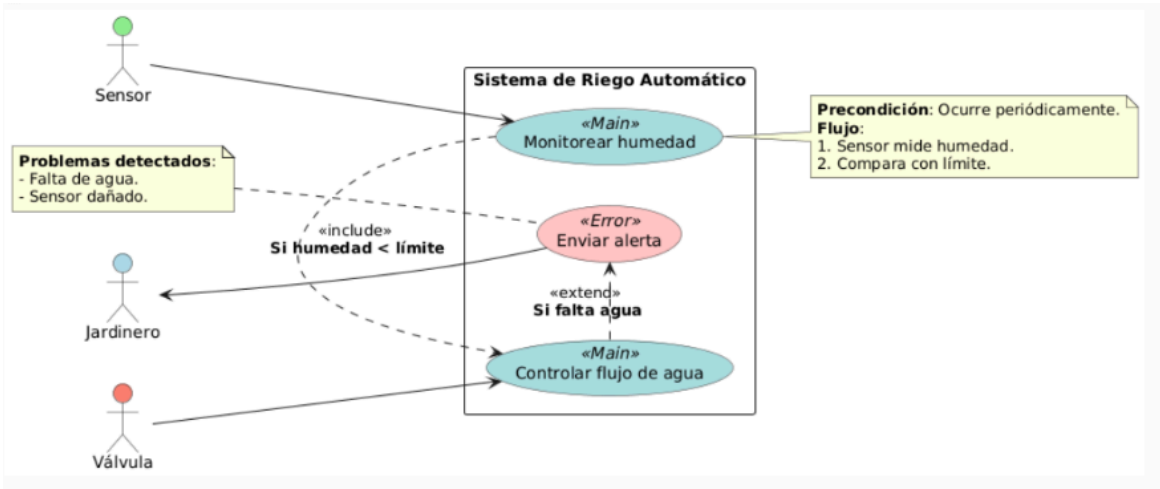 Sensor
Sistema de Riego Automático
«Main»
Monitorear humedad
Precondición: Ocurre periódicamente.
Flujo:
1. Sensor mide humedad.
2. Compara con límite.
Problemas detectados:
- Falta de agua.
- Sensor dañado.
«include»
Si humedad < límite
«Error»
Enviar alerta
Jardinero
«extend»
Si falta agua
«Main»
Controlar flujo de agua
Válvula